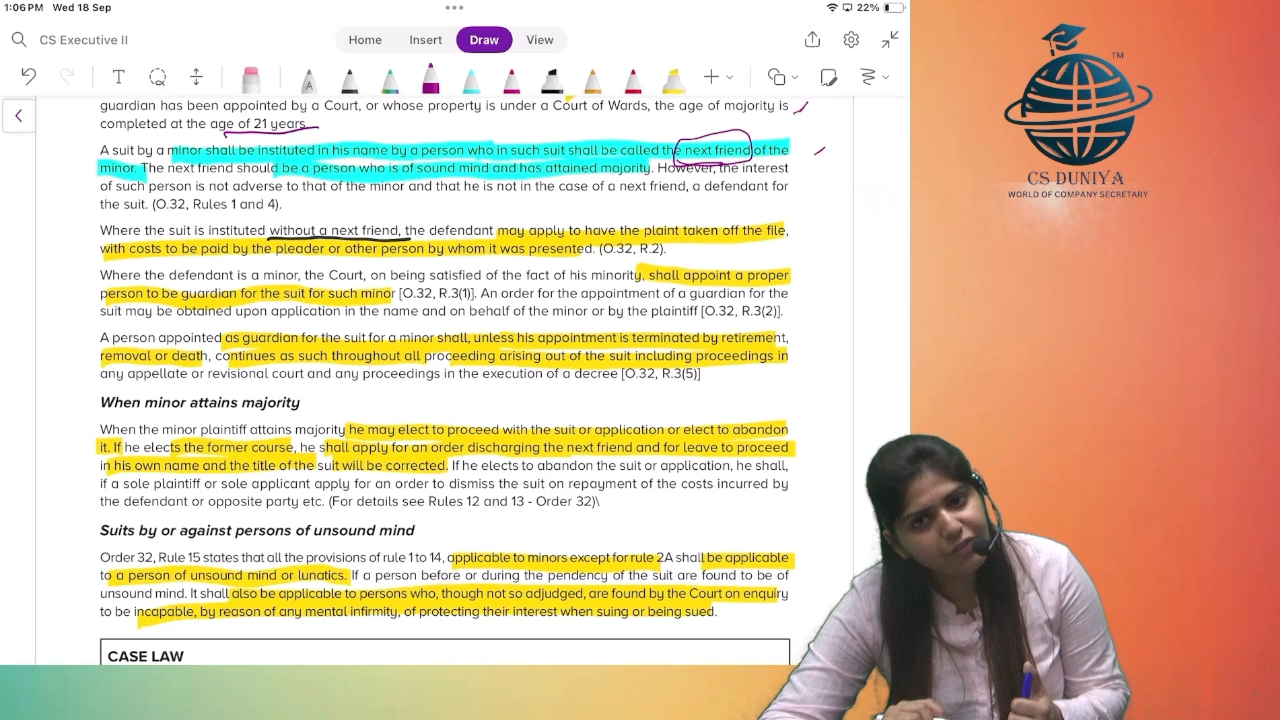 1:06 PM Wed 18 Sep
22%
CS Executive II
Home Insert Draw View
TM
guardian has been appointed by a Court, or whose property is under a Court of Wards, the age of majority is
completed at the age of 21 years.
A suit by a minor shall be instituted in his name by a person who in such suit shall be called the next friend of the
minor. The next friend should be a person who is of sound mind and has attained majority. However, the interest
of such person is not adverse to that of the minor and that he is not in the case of a next friend, a defendant for
the suit. (O.32, Rules 1 and 4).
Where the suit is instituted without a next friend, the defendant may apply to have the plaint taken off the file,
with costs to be paid by the pleader or other person by whom it was presented. (O.32, R.2).
Where the defendant is a minor, the Court, on being satisfied of the fact of his minority, shall appoint a proper
person to be guardian for the suit for such minor [O.32, R.3(1)]. An order for the appointment of a guardian for the
suit may be obtained upon application in the name and on behalf of the minor or by the plaintiff [O.32, R.3(2)].
A person appointed as guardian for the suit for a minor shall, unless his appointment is terminated by retirement,
removal or death, continues as such throughout all proceeding arising out of the suit including proceedings in
any appellate or revisional court and any proceedings in the execution of a decree [O.32, R.3(5)]
When minor attains majority
When the minor plaintiff attains majority he may elect to proceed with the suit or application or elect to abandon
it. If he elects the former course, he shall apply for an order discharging the next friend and for leave to proceed
in his own name and the title of the suit will be corrected. If he elects to abandon the suit or application, he shall,
if a sole plaintiff or sole applicant apply for an order to dismiss the suit on repayment of the costs incurred by
the defendant or opposite party etc. (For details see Rules 12 and 13 - Order 32)\
Suits by or against persons of unsound mind
Order 32, Rule 15 states that all the provisions of rule 1 to 14, applicable to minors except for rule 2A shall be applicable
to a person of unsound mind or lunatics. If a person before or during the pendency of the suit are found to be of
unsound mind. It shall also be applicable to persons who, though not so adjudged, are found by the Court on enquiry
to be incapable, by reason of any mental infirmity, of protecting their interest when suing or being sued.
CASE LAW
CS DUNIYA
WORLD OF COMPANY SECRETARY